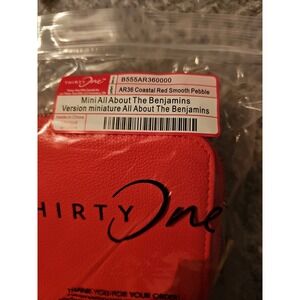 THIRTY One
B555AR360000
AR36 Coastal Red Smooth Pebble
Mini All About The Benjamins
Version miniature All About The Benjamins
Made in China
HIRTY One
THANK YOU FOR YOUR ORDER